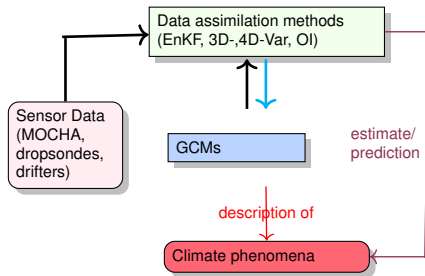 Data assimilation methods
(EnKF, 3D-,4D-Var, OI)
Sensor Data
(MOCHA,
dropsondes,
drifters)
GCMs
estimate/
prediction
description of
Climate phenomena